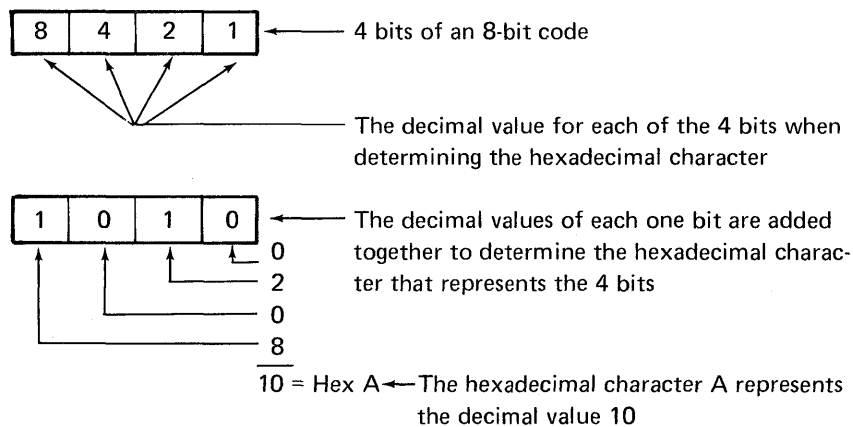 8 4 2 1
4 bits of an 8-bit code
The decimal value for each of the 4 bits when
determining the hexadecimal character
1 0 1 0
The decimal values of each one bit are added
together to determine the hexadecimal charac-
ter that represents the 4 bits
0
2
0
8
10 = Hex A
The hexadecimal character A represents
the decimal value 10